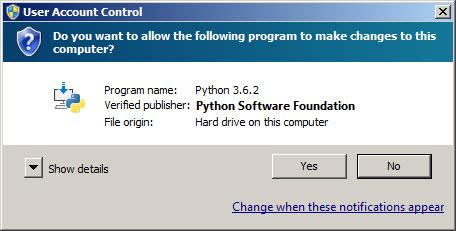 User Account Control
Do you want to allow the following program to make changes to this
computer?
Program name: Python 3.6.2
Verified publisher: Python Software Foundation
File origin: Hard drive on this computer
Show details
Yes
No
Change when these notifications appear